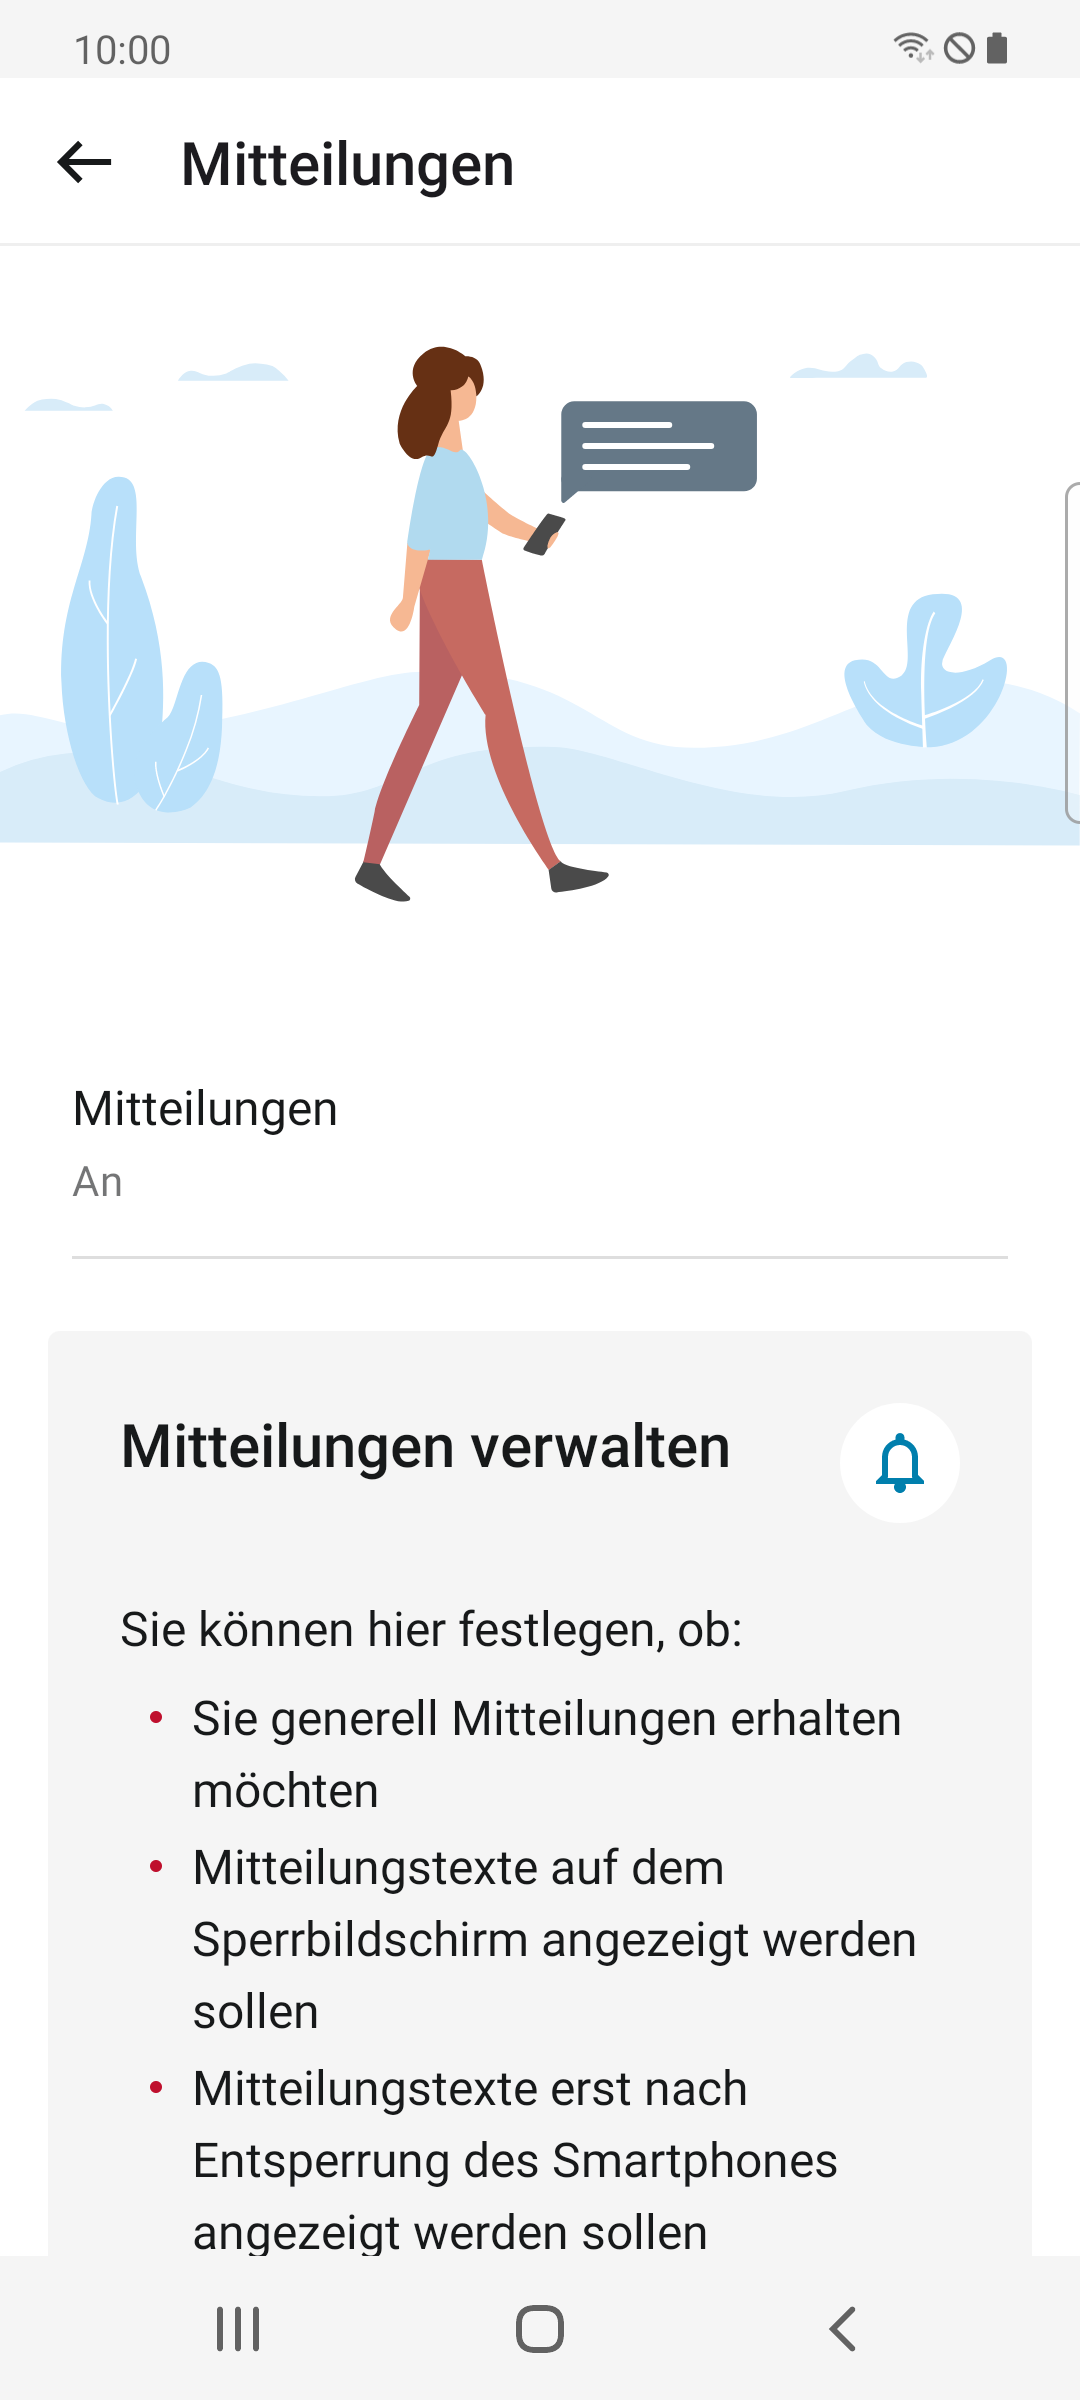 10:00
Mitteilungen
Mitteilungen
An
Mitteilungen verwalten
Sie können hier festlegen, ob:
• Sie generell Mitteilungen erhalten
möchten
• Mitteilungstexte auf dem
Sperrbildschirm angezeigt werden
sollen
• Mitteilungstexte erst nach
Entsperrung des Smartphones
angezeigt werden sollen